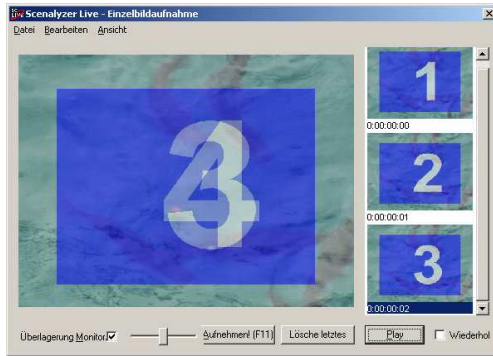 Scenalyzer Live - Einzelbildaufnahme
Datei Bearbeiten Ansicht
1
0:00:00:00
2
0:00:00:01
3
0:00:00:02
Überlagerung Monitor: Aufnehmen! (F11) Lösche letztes Play Wiederhol